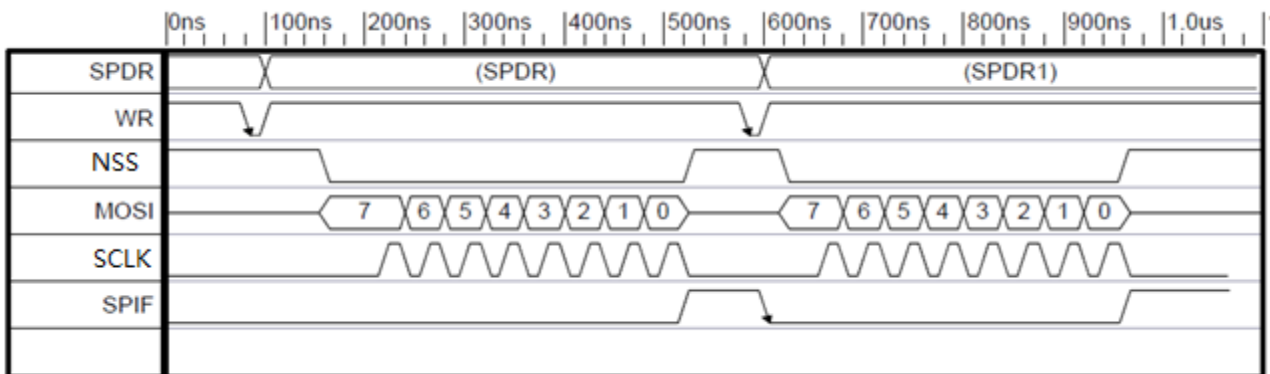 0ns 100ns 200ns 300ns 400ns 500ns 600ns 700ns 800ns 900ns 1.0us
SPDR (SPDR) (SPDR1)
WR
NSS
MOSI 7 6 5 4 3 2 1 0 7 6 5 4 3 2 1 0
SCLK
SPIF